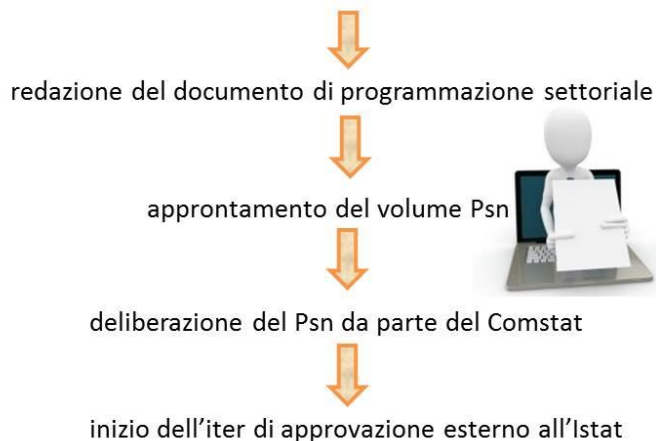 redazione del documento di programmazione settoriale
approntamento del volume Psn
deliberazione del Psn da parte del Comstat
inizio dell’iter di approvazione esterno all’Istat